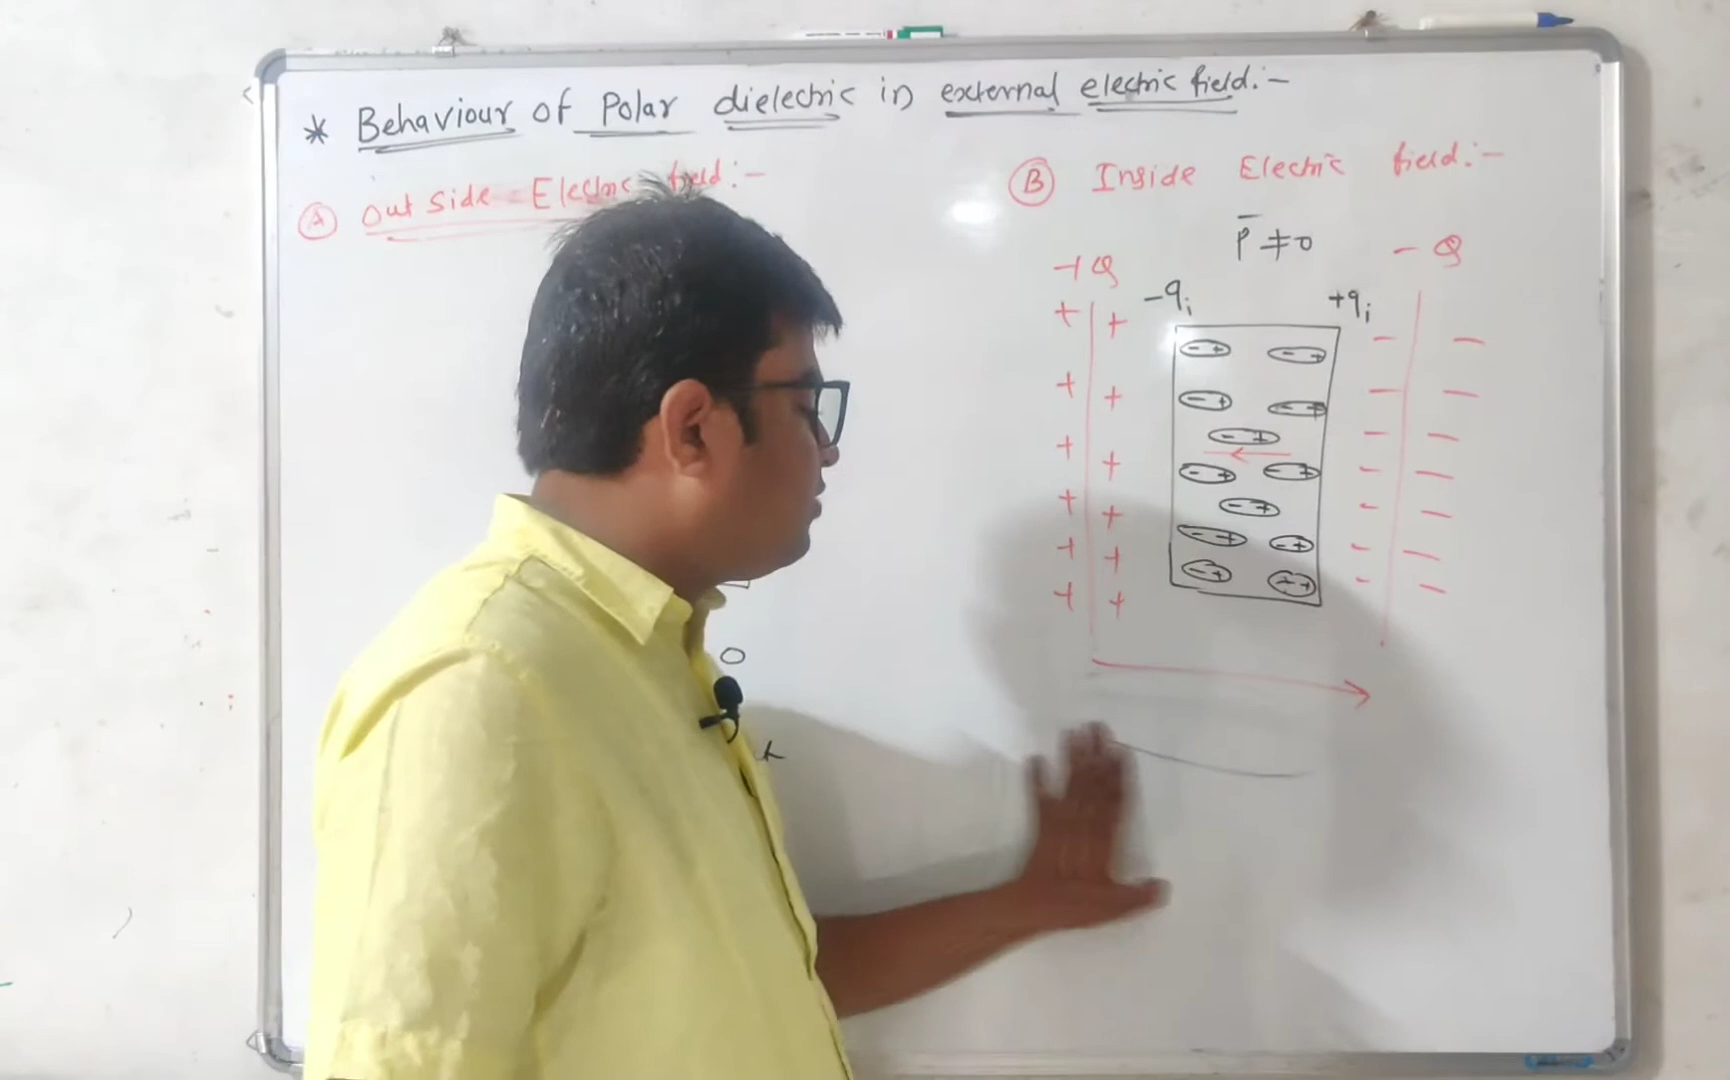 * Behaviour of Polar dielectric in external electric field:-
(A) Out Side Electric field:-
(B) Inside Electric field:-
P̄ ≠ 0
+Q
- Q
-qi
+qi